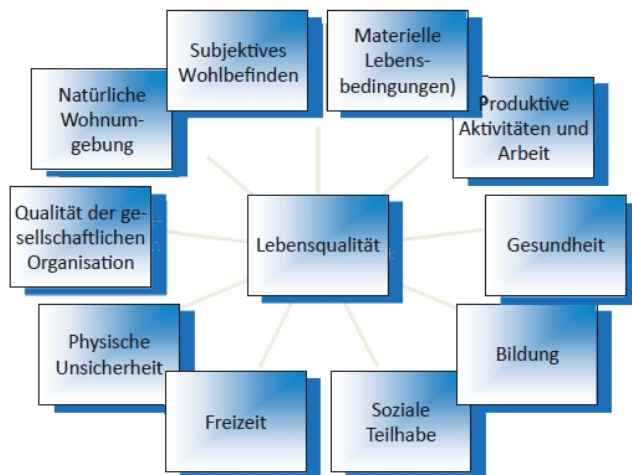 Subjektives
Wohlbefinden
Materielle
Lebens-
bedingungen)
Produktive
Aktivitäten und
Arbeit
Gesundheit
Bildung
Soziale
Teilhabe
Freizeit
Physische
Unsicherheit
Qualität der ge-
sellschaftlichen
Organisation
Natürliche
Wohnum-
gebung
Lebensqualität